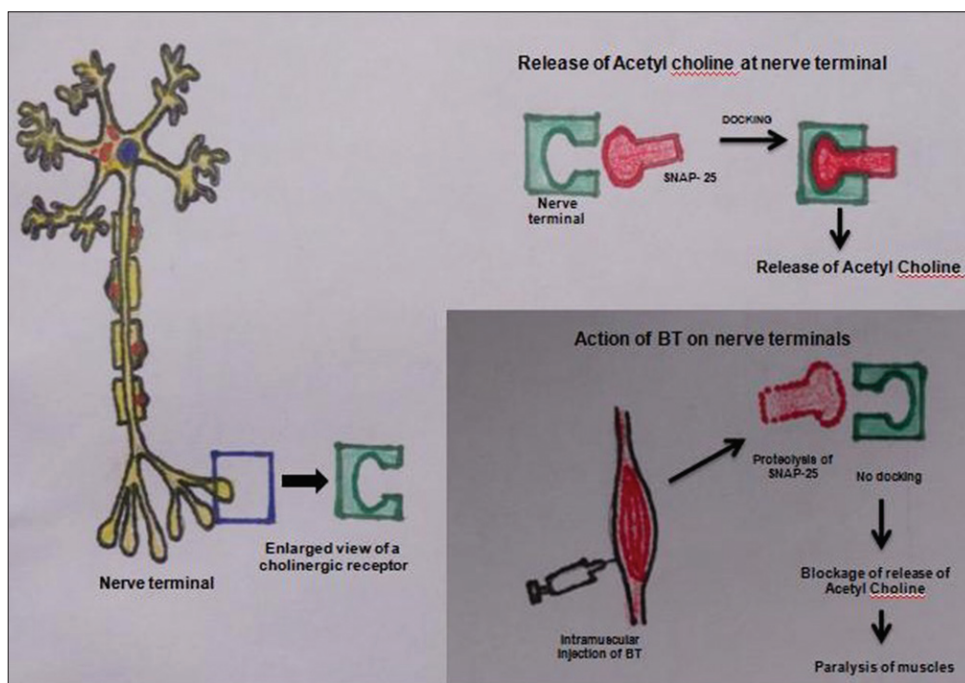 Release of Acetyl choline at nerve terminal
DOCKING
SNAP- 25
Nerve
terminal
Release of Acetyl Choline
Enlarged view of a
cholinergic receptor
Nerve terminal
Action of BT on nerve terminals
Proteolysis of
SNAP-25
No docking
Blockage of release of
Acetyl Choline
Intramuscular
Injection of BT
Paralysis of muscles